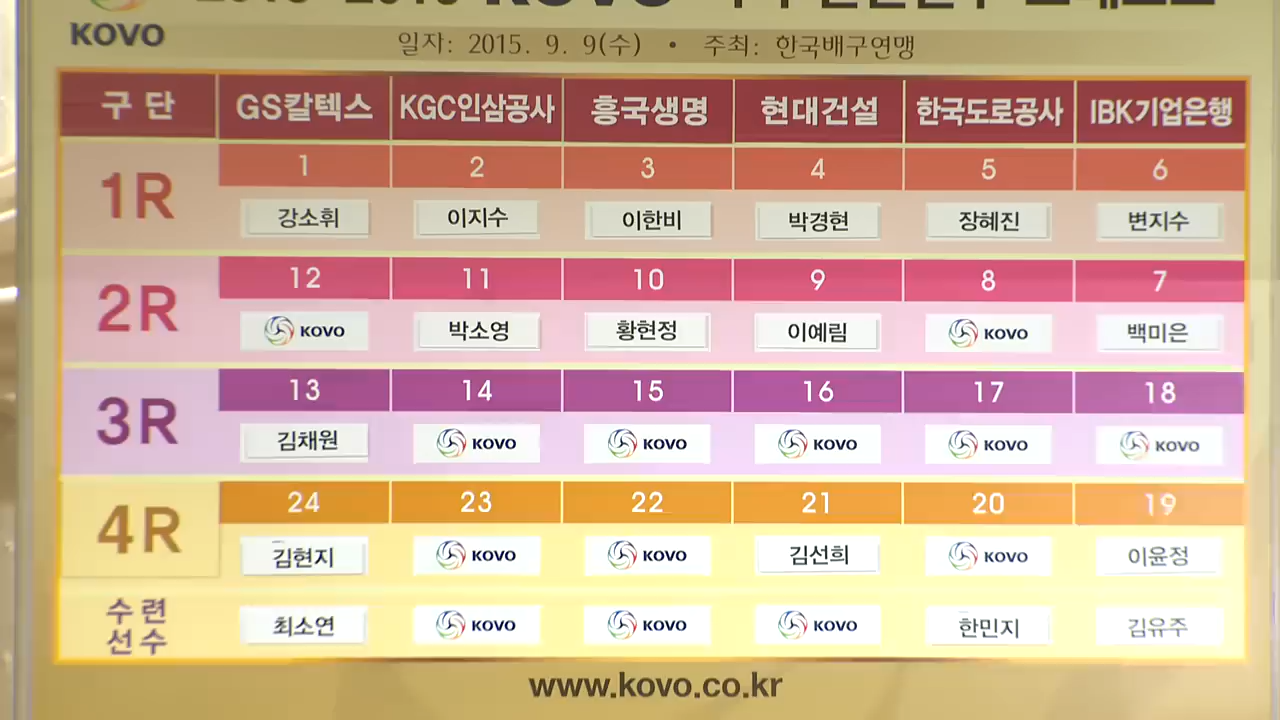 KOVO
일자: 2015. 9. 9(수) • 주최: 한국배구연맹
구 단 GS칼텍스 KGC인삼공사 흥국생명 현대건설 한국도로공사 IBK기업은행
1R 1 2 3 4 5 6
강소휘 이지수 이한비 박경현 장혜진 변지수
2R 12 11 10 9 8 7
KOVO 박소영 황현정 이예림 KOVO 백미은
3R 13 14 15 16 17 18
김채원 KOVO KOVO KOVO KOVO KOVO
4R 24 23 22 21 20 19
김현지 KOVO KOVO 김선희 KOVO 이윤정
수 련
선 수
최소연 KOVO KOVO KOVO 한민지 김유주
www.kovo.co.kr